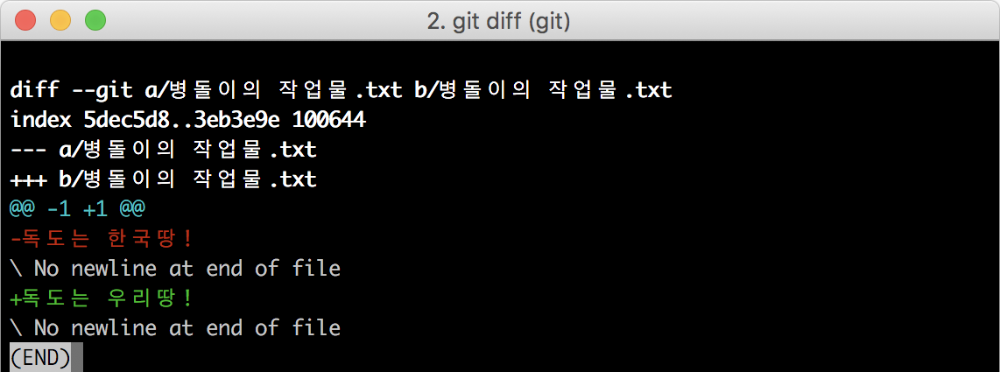 2. git diff (git)
diff --git a/병돌이의 작업물.txt b/병돌이의 작업물.txt
index 5dec5d8..3eb3e9e 100644
--- a/병돌이의 작업물.txt
+++ b/병돌이의 작업물.txt
@@ -1 +1 @@
-독도는 한국땅!
\ No newline at end of file
+독도는 우리땅!
\ No newline at end of file
(END)